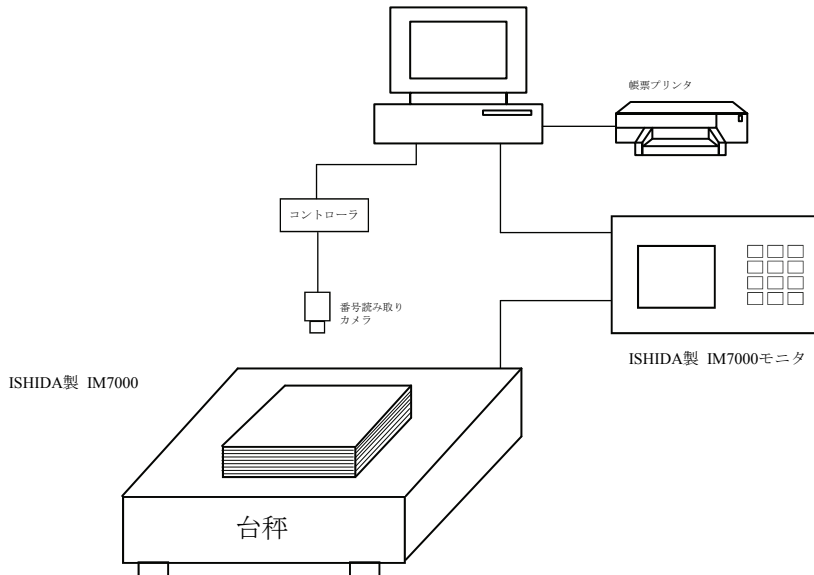 帳票プリンタ
コントローラ
番号読み取り
カメラ
ISHIDA製 IM7000モニタ
ISHIDA製 IM7000
台秤